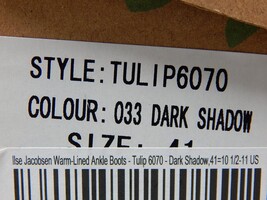 STYLE:TULIP6070
COLOUR: 033 DARK SHADOW
SIZE: 41
Ilse Jacobsen Warm-Lined Ankle Boots - Tulip 6070 - Dark Shadow,41=10 1/2-11 US